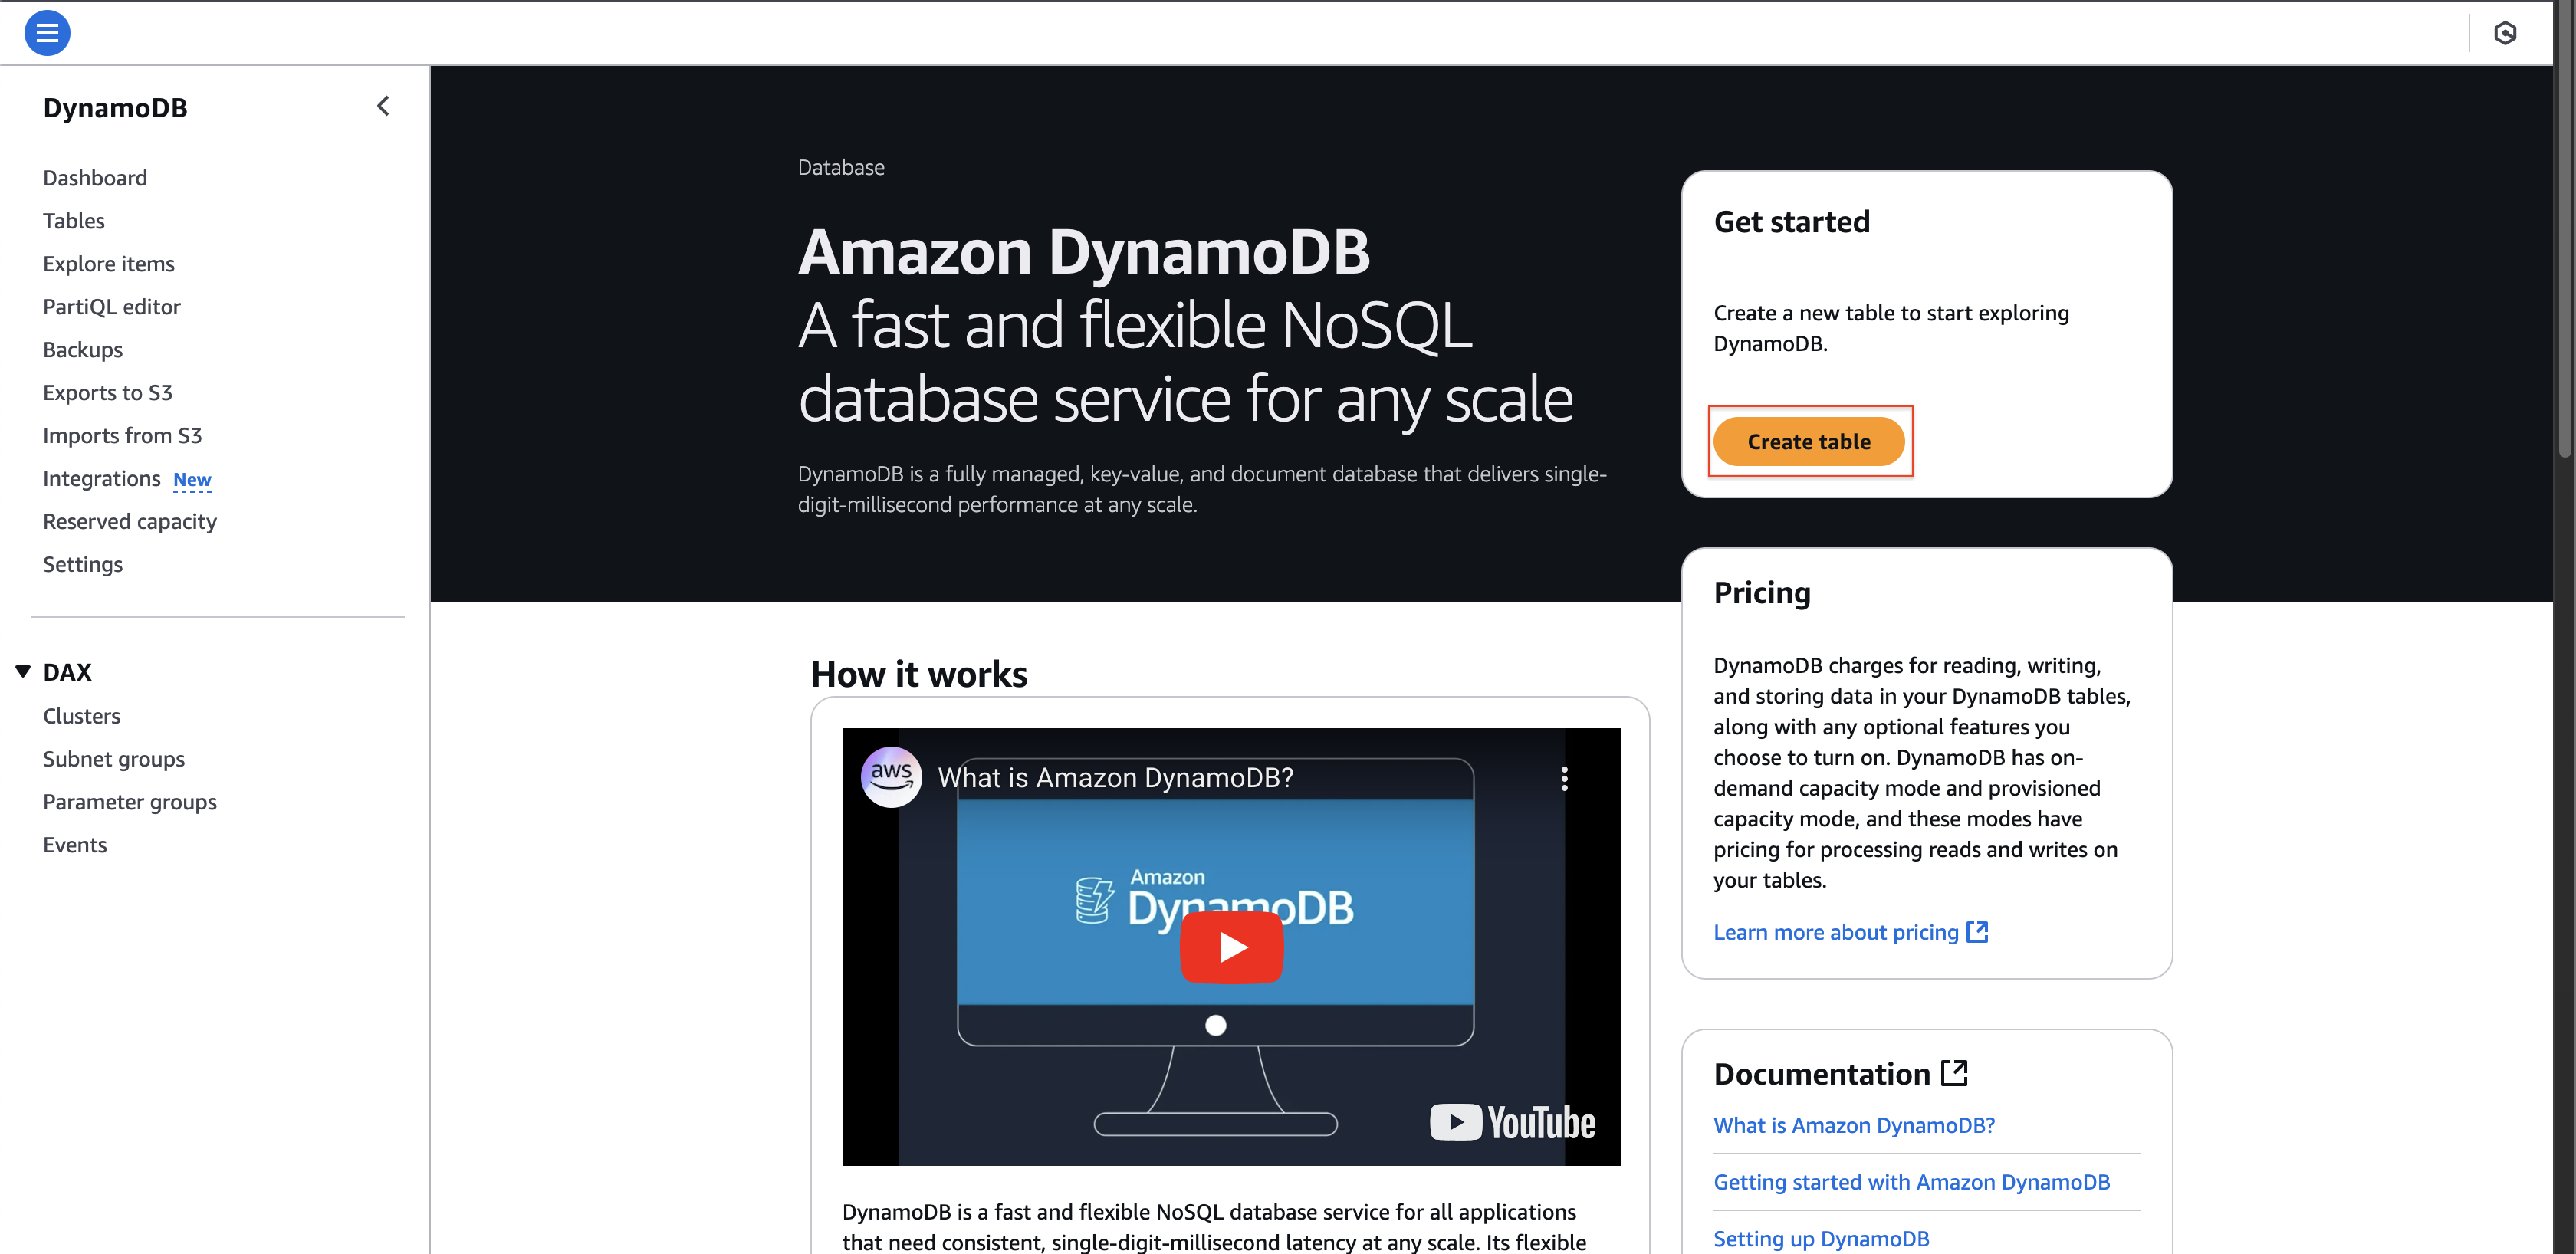 DynamoDB
Dashboard
Tables
Explore items
PartiQL editor
Backups
Exports to S3
Imports from S3
Integrations New
Reserved capacity
Settings
DAX
Clusters
Subnet groups
Parameter groups
Events
Database
Amazon DynamoDB
A fast and flexible NoSQL
database service for any scale
DynamoDB is a fully managed, key-value, and document database that delivers single-
digit-millisecond performance at any scale.
Get started
Create a new table to start exploring
DynamoDB.
Create table
Pricing
DynamoDB charges for reading, writing,
and storing data in your DynamoDB tables,
along with any optional features you
choose to turn on. DynamoDB has on-
demand capacity mode and provisioned
capacity mode, and these modes have
pricing for processing reads and writes on
your tables.
Learn more about pricing
How it works
aws What is Amazon DynamoDB?
Amazon
DynamoDB
YouTube
DynamoDB is a fast and flexible NoSQL database service for all applications
that need consistent, single-digit-millisecond latency at any scale. Its flexible
Documentation
What is Amazon DynamoDB?
Getting started with Amazon DynamoDB
Setting up DynamoDB